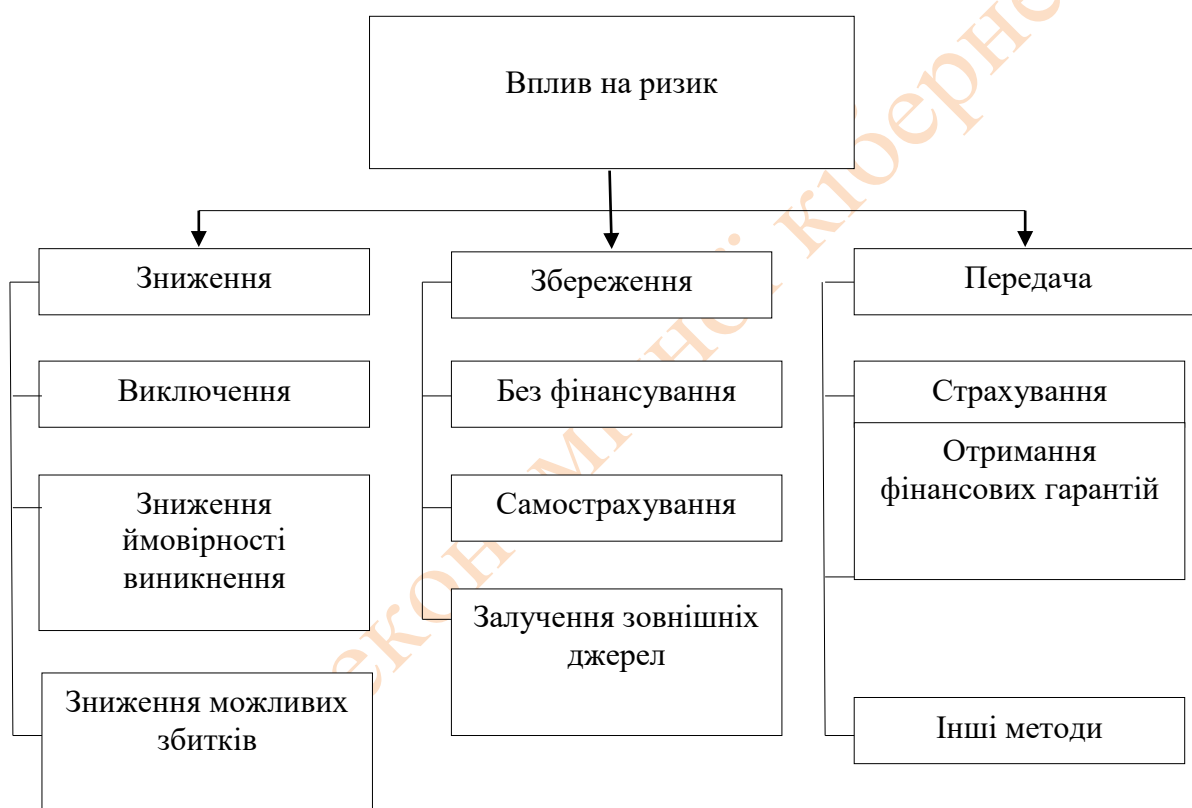 Вплив на ризик
Зниження
Збереження
Передача
Виключення
Без фінансування
Страхування
Зниження
ймовірності
виникнення
Самострахування
Отримання
фінансових гарантій
Зниження можливих
збитків
Залучення зовнішніх
джерел
Інші методи